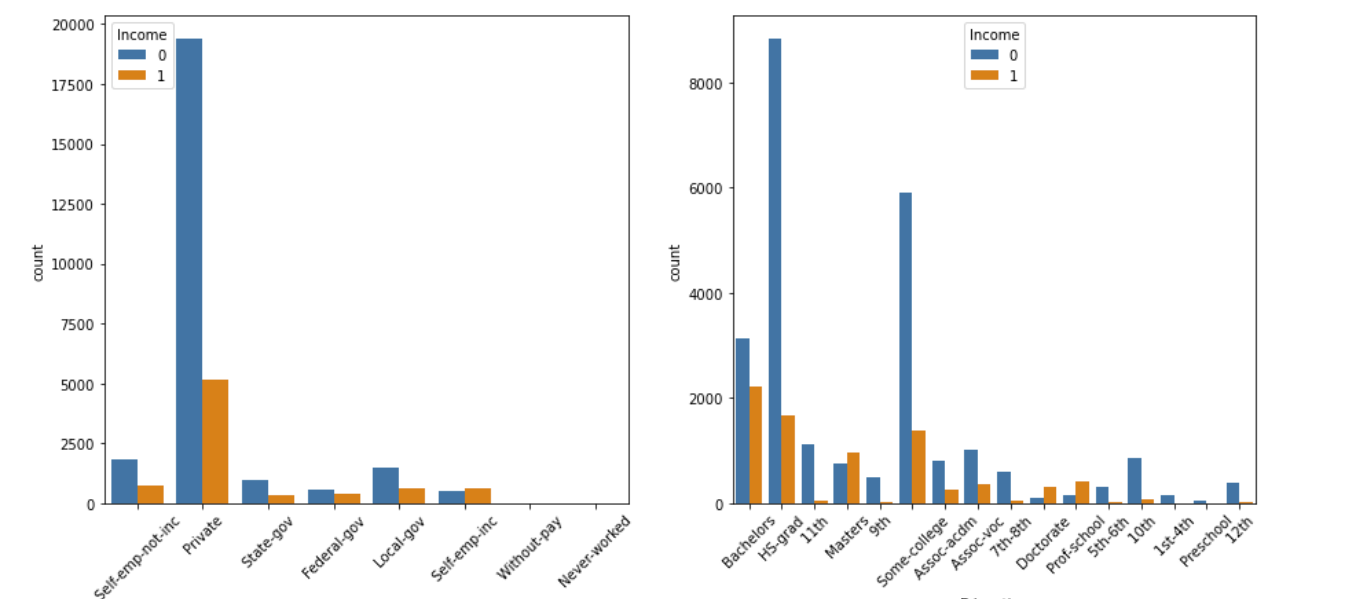 Income
0
1
20000
17500
15000
12500
10000
7500
5000
2500
0
count
Self-emp-not-inc
Private
State-gov
Federal-gov
Local-gov
Self-emp-inc
Without-pay
Never-worked
Income
0
1
8000
6000
4000
2000
0
count
Bachelors
HS-grad
11th
Masters
9th
Some-college
Assoc-acdm
Assoc-voc
7th-8th
Doctorate
Prof-school
5th-6th
10th
1st-4th
Preschool
12th